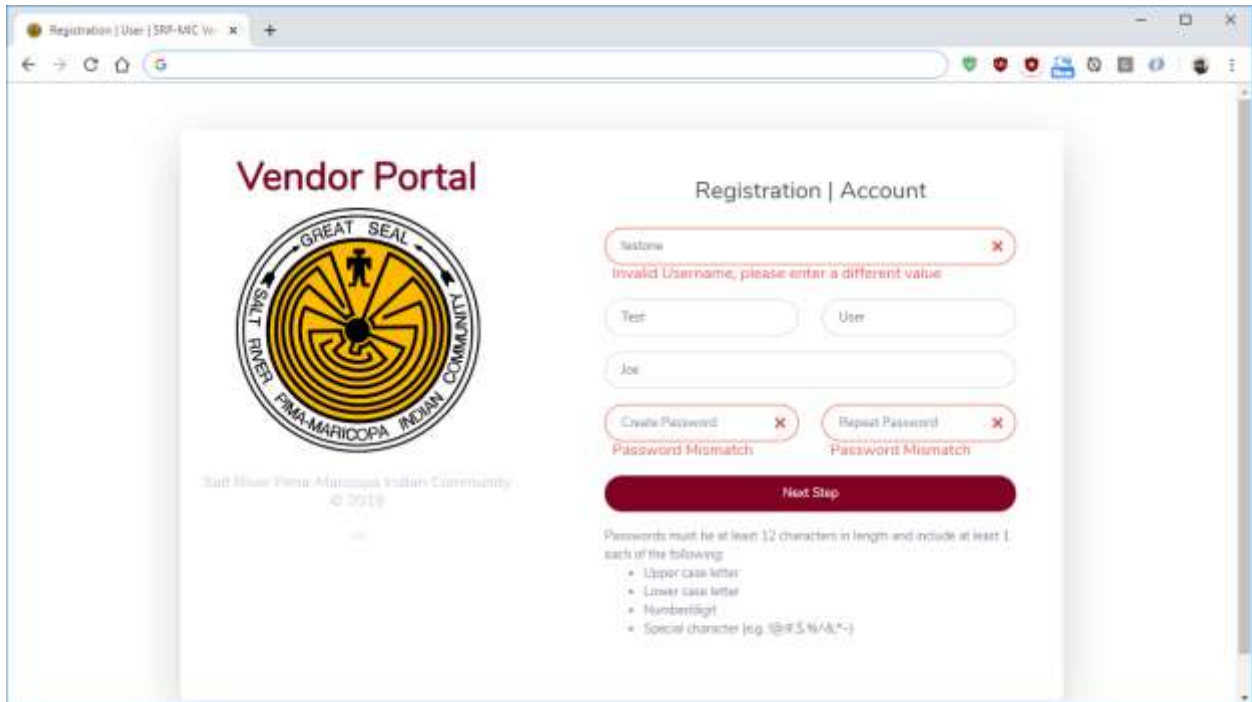 Registration | User | SRP-MIC Ve
Vendor Portal
GREAT SEAL
SALT RIVER PIMA-MARICOPA INDIAN COMMUNITY
Salt River Pima-Maricopa Indian Community
© 2019
Registration | Account
testone
Invalid Username, please enter a different value
Test User
Joe
Create Password Repeat Password
Password Mismatch Password Mismatch
Next Step
Passwords must be at least 12 characters in length and include at least 1
each of the following:
Upper case letter
Lower case letter
Number/digit
Special character (e.g.